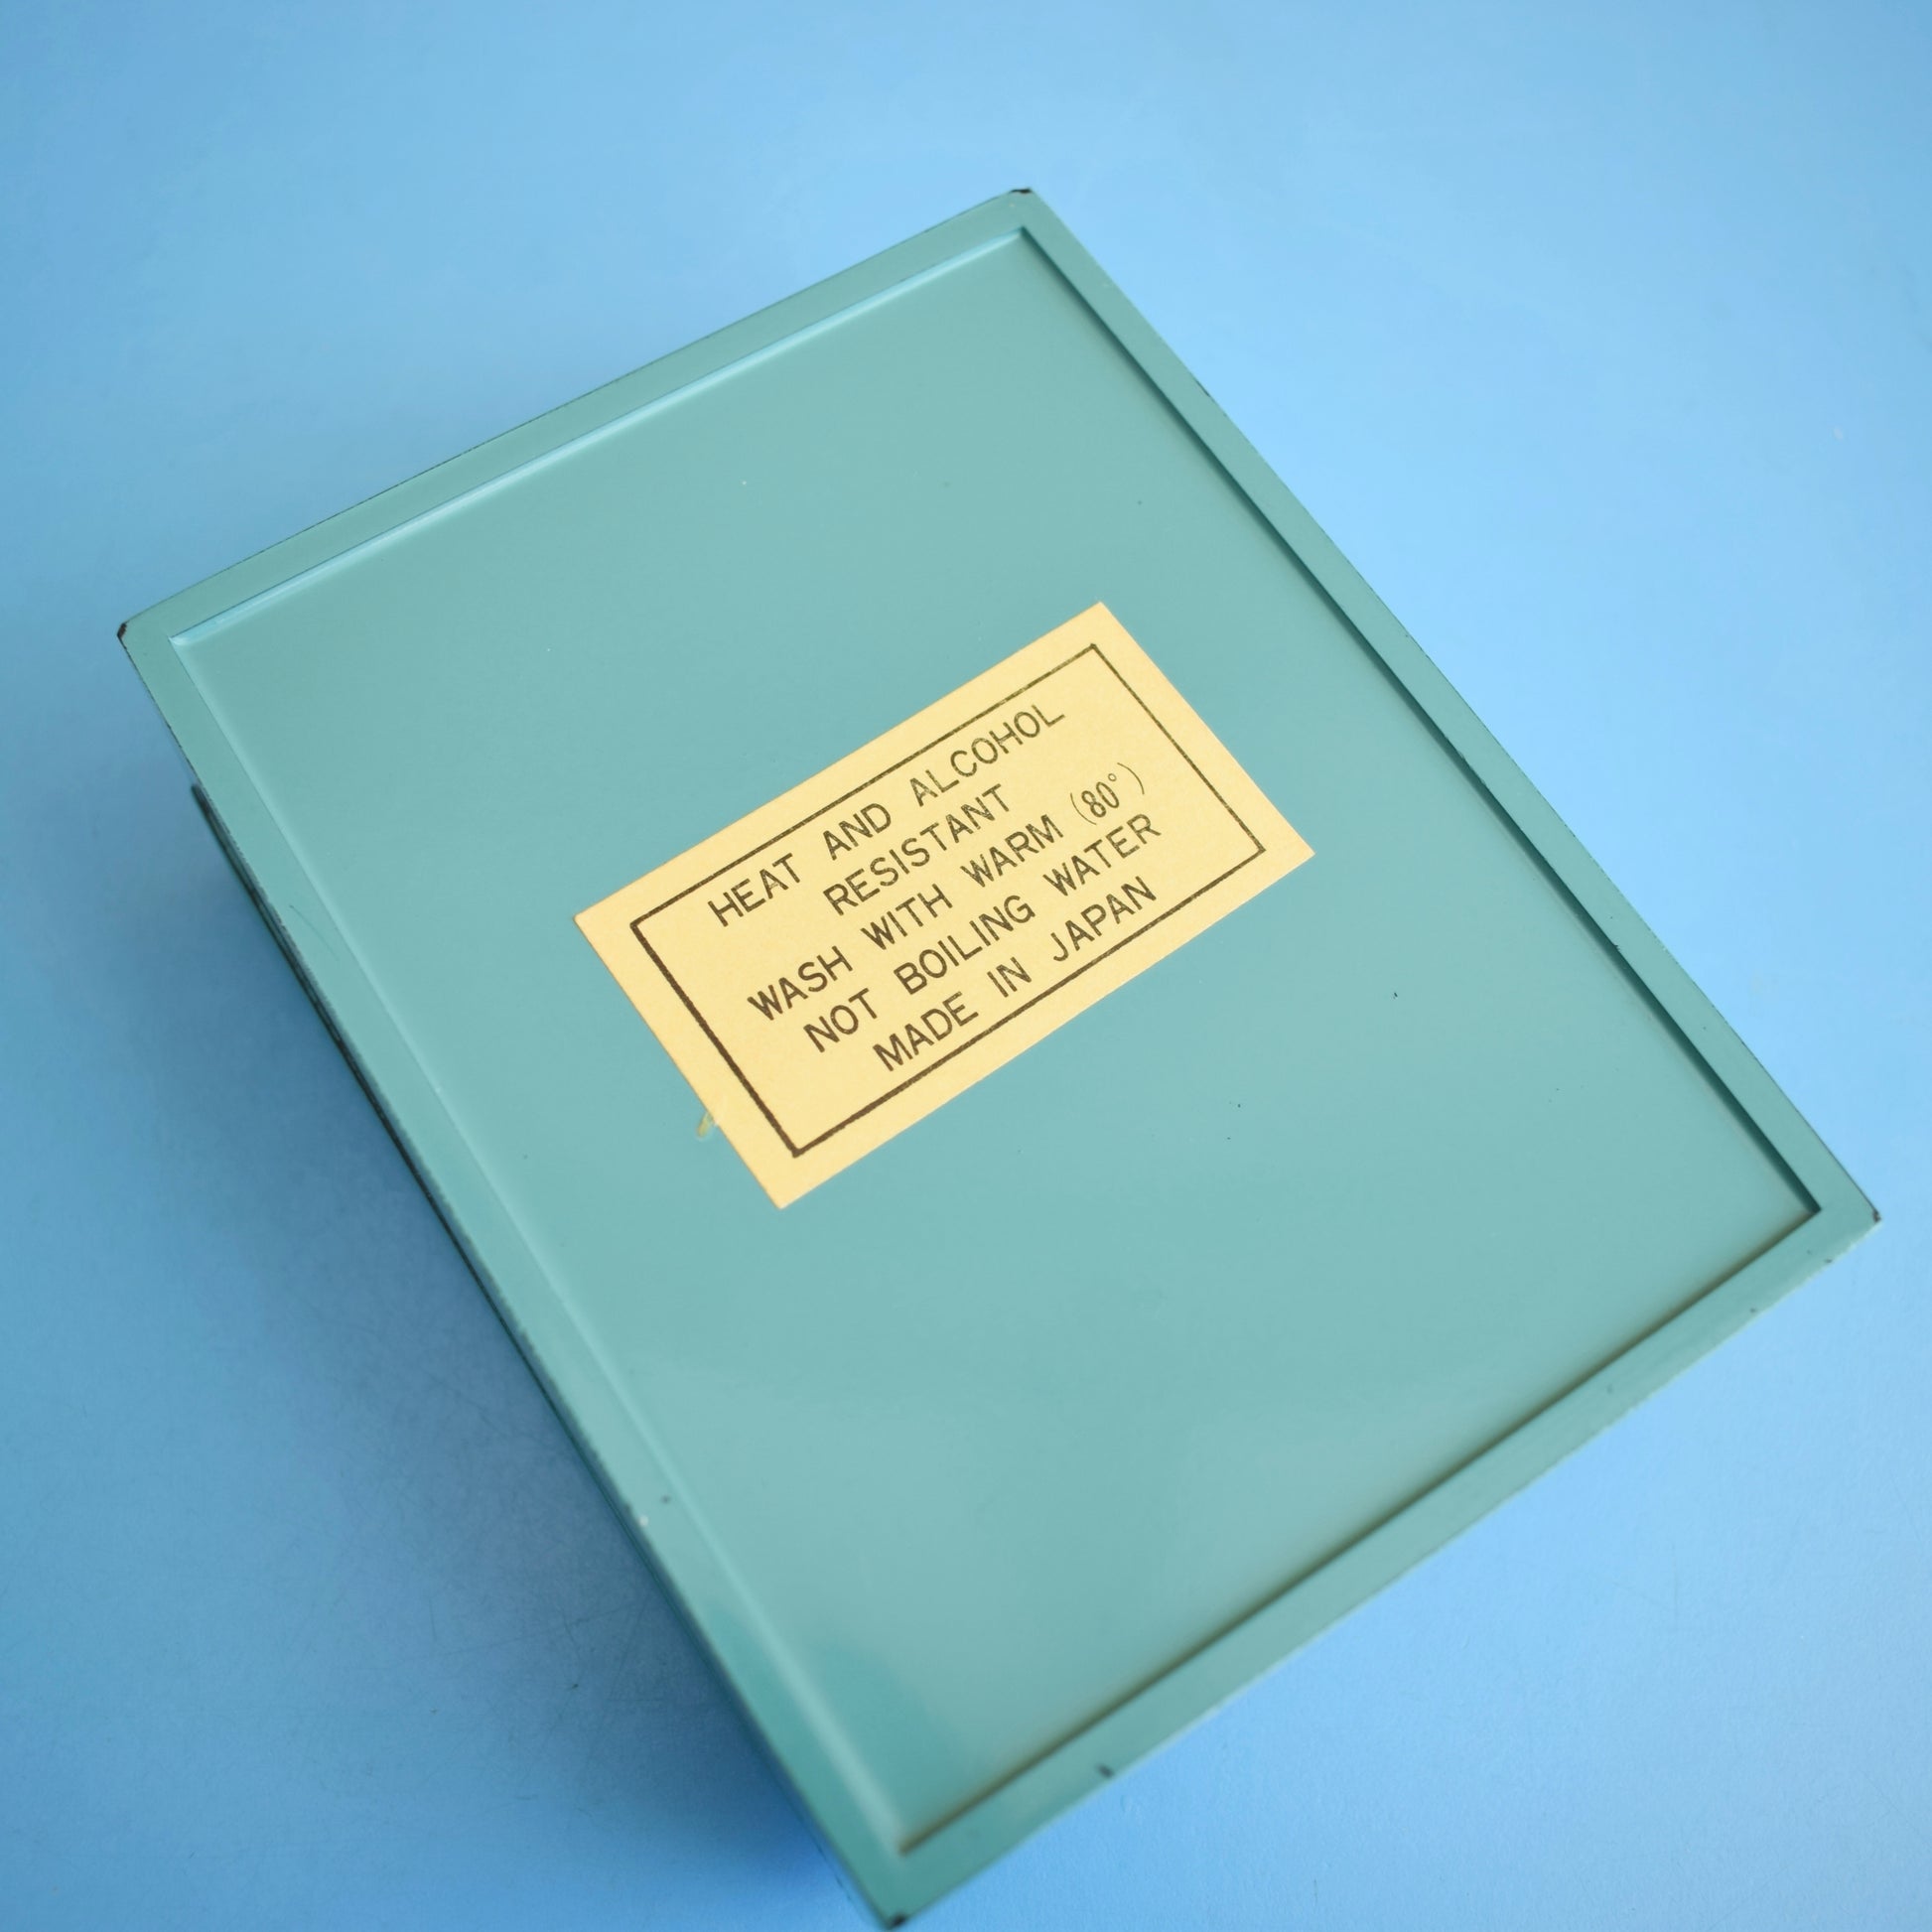 HEAT AND ALCOHOL
RESISTANT
WASH WITH WARM (80°)
NOT BOILING WATER
MADE IN JAPAN